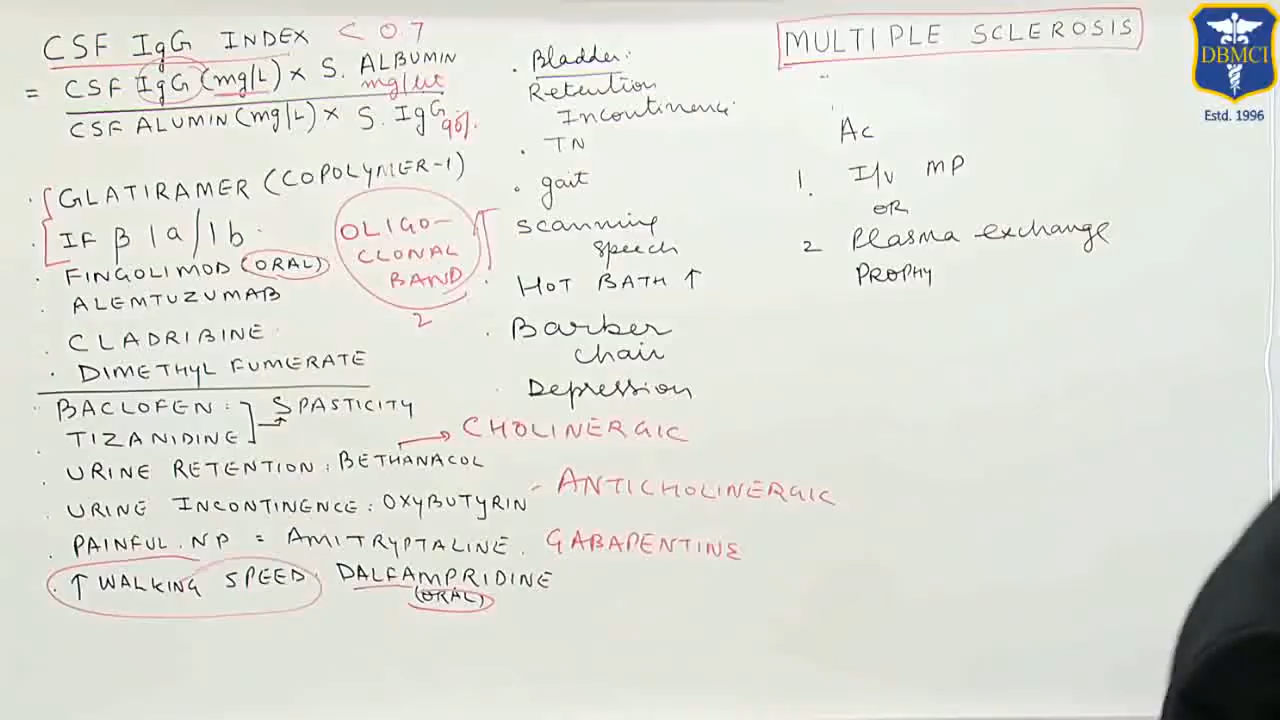 CSF IgG INDEX < 0.7
= CSF IgG (mg/L) × S. ALBUMIN
mg/lit
CSF ALUMIN (mg/L) × S. IgG
95%.
. GLATIRAMER (COPOLYMER-1)
. IF β 1a/1b.
. FINGOLIMOD (ORAL)
. ALEMTUZUMAB
. CLADRIBINE
. DIMETHYL FUMERATE
OLIGO-
CLONAL
BAND
2
. BACLOFEN: SPASTICITY
. TIZANIDINE → 
. URINE RETENTION: BETHANACOL → CHOLINERGIC
. URINE INCONTINENCE: OXYBUTYRIN - ANTICHOLINERGIC
. PAINFUL. NP = AMITRYPTALINE. GABAPENTINE
. ↑ WALKING SPEED: DALFAMPRIDINE
(ORAL)
. Bladder:
Retention
Incontinence
. TN
. gait
Scanning
Speech
. HOT BATH ↑
. Barber
chair
. Depression
MULTIPLE SCLEROSIS
Ac
1. I/v MP
OR
2 Plasma exchange
PROPHY
DBMCI
Estd. 1996